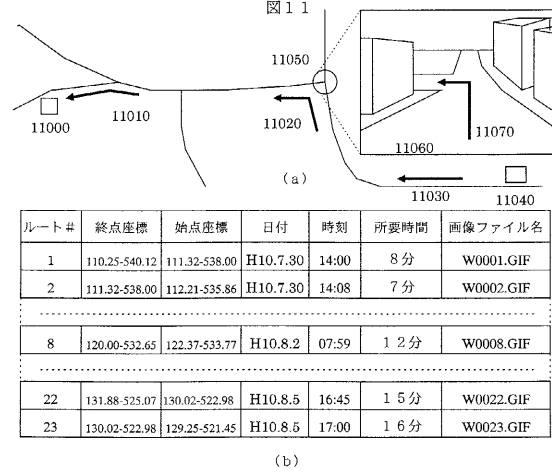 図11
11050
11000
11010
11020
11060
11070
11030
11040
(a)
ルート# 終点座標 始点座標 日付 時刻 所要時間 画像ファイル名
1 110.25-540.12 111.32-538.00 H10.7.30 14:00 8分 W0001.GIF
2 111.32-538.00 112.21-535.86 H10.7.30 14:08 7分 W0002.GIF
8 120.00-532.65 122.37-533.77 H10.8.2 07:59 12分 W0008.GIF
22 131.88-525.07 130.02-522.98 H10.8.5 16:45 15分 W0022.GIF
23 130.02-522.98 129.25-521.45 H10.8.5 17:00 16分 W0023.GIF
(b)